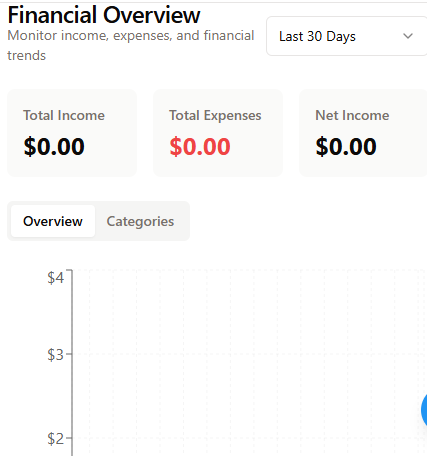 Financial Overview
Monitor income, expenses, and financial
trends
Last 30 Days
Total Income
$0.00
Total Expenses
$0.00
Net Income
$0.00
Overview
Categories
$4
$3
$2